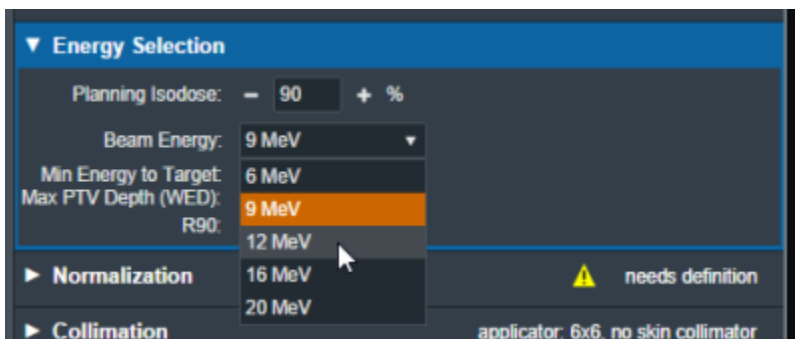 Energy Selection
Planning Isodose: − 90 + %
Beam Energy: 9 MeV
Min Energy to Target: 6 MeV
Max PTV Depth (WED):
9 MeV
R90:
12 MeV
Normalization 16 MeV needs definition
20 MeV
Collimation applicator: 6x6, no skin collimator